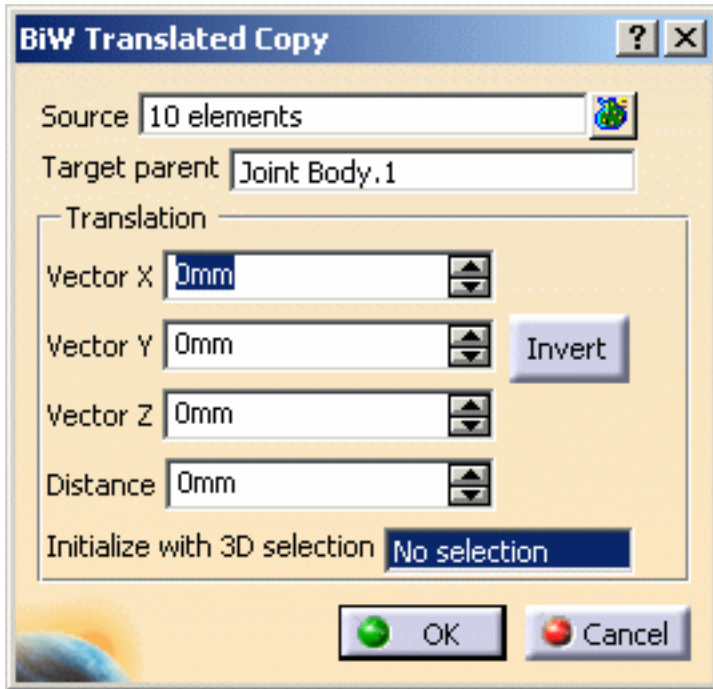 BiW Translated Copy ?
Source 10 elements
Target parent Joint Body.1
Translation
Vector X 0mm
Vector Y 0mm Invert
Vector Z 0mm
Distance 0mm
Initialize with 3D selection No selection
OK Cancel